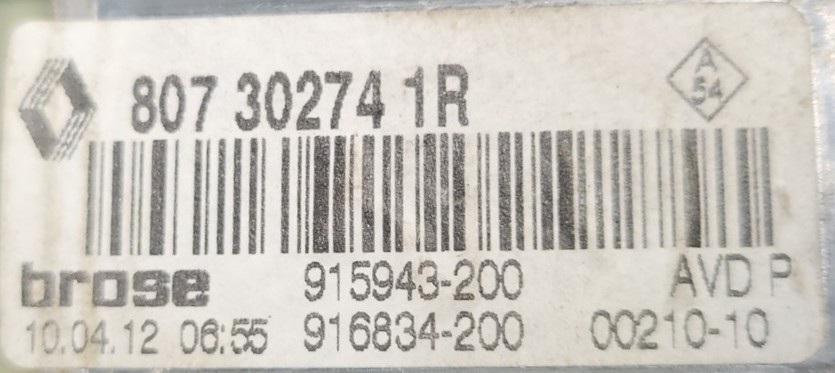 807 30274 1R
A
54
brose 915943-200 AVD P
10.04.12 06:55 916834-200 00210-10